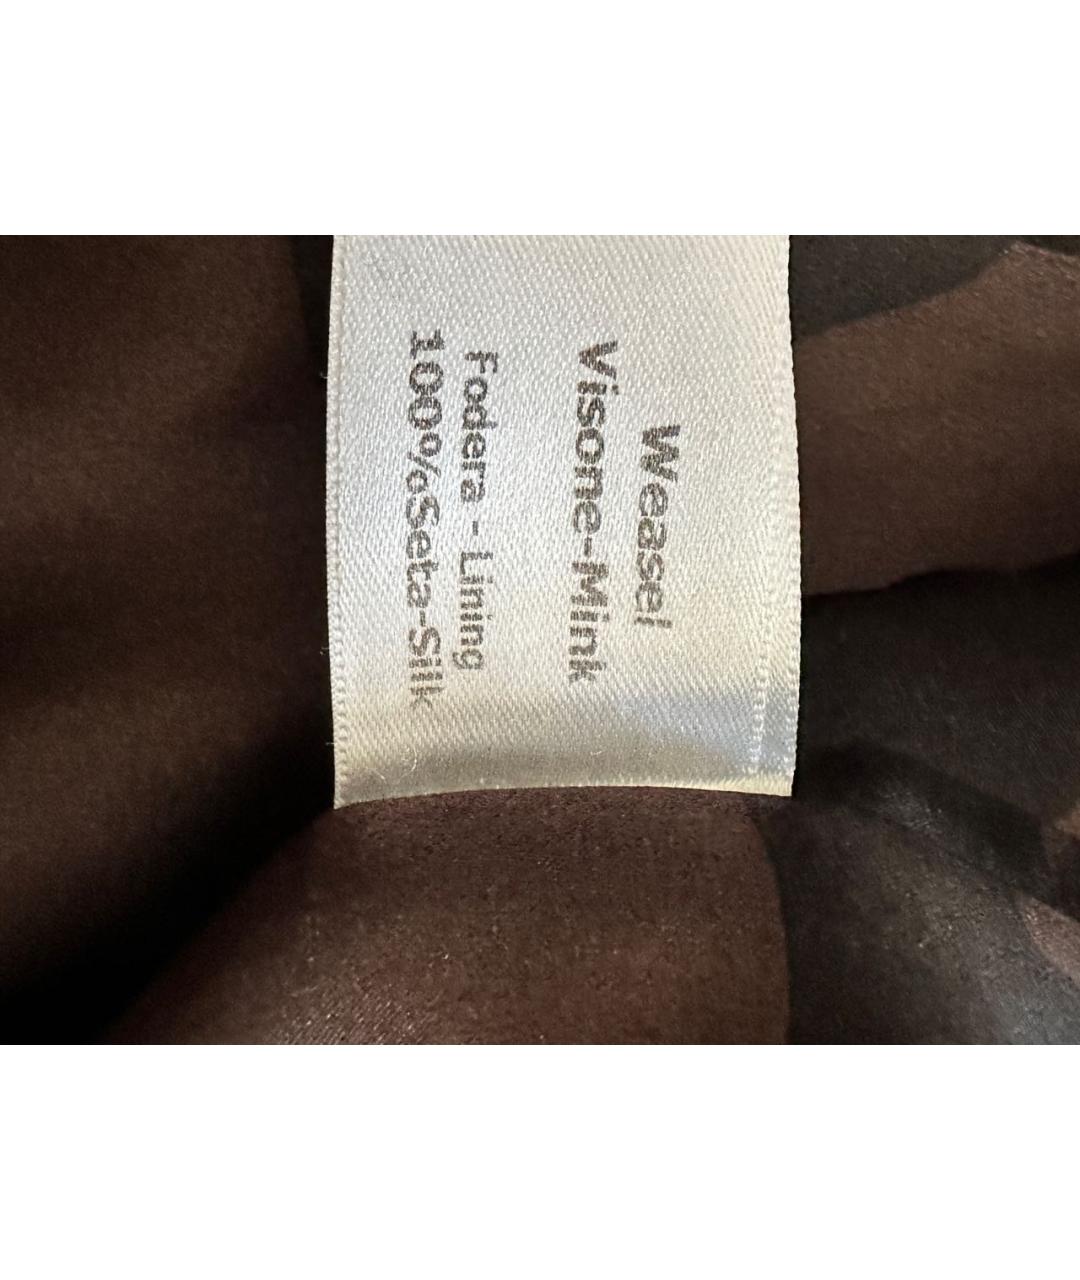 Weasel
Visone-Mink
Fodera - Lining
100%Seta-Silk